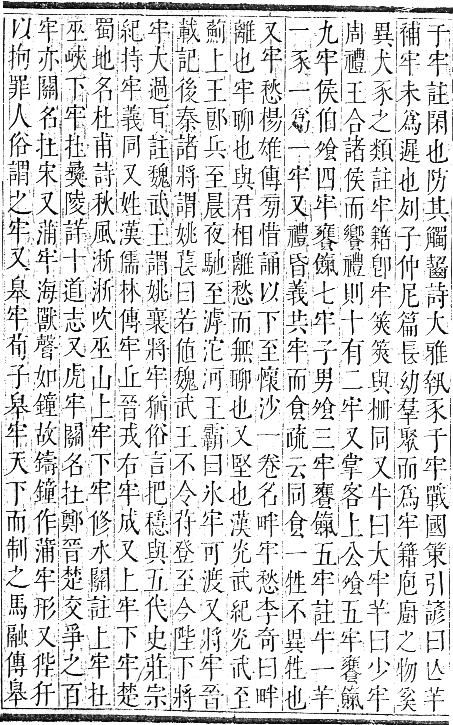 于牢註閑也防其觸齧詩大雅執豕于牢戰國策引諺曰亾羊
補牢未爲遲也列子仲尼篇長幼羣聚而爲牢籍庖廚之物奚
異犬豕之類註牢籍卽牢筴筴與柵同又牛曰大牢羊曰少牢
周禮王合諸侯而饗禮則十有二牢又掌客上公飧五牢饔餼
九牢侯伯飧四牢饔餼七牢子男飧三牢饔餼五牢註牛一羊
一豕一爲一牢又禮昏義共牢而食疏云同食一牲不異牲也
又牢愁楊雄傳旁惜誦以下至懷沙一卷名畔牢愁李奇曰畔
離也牢聊也與君相離愁而無聊也又堅也漢光武紀光武王
薊上王郞兵至晨夜馳至滹沱河王霸曰氷牢可渡又將牢晉
載記後秦諸將謂姚萇曰若値魏武王不令苻登至今陛下將
牢大過耳註魏武王謂姚襄將牢猶俗言把穩與五代史莊宗
紀持牢義同又姓漢儒林傳牢丘晉戎右牢成又上牢下牢楚
蜀地名杜甫詩秋風淅淅吹巫山上牢下牢修水關註上牢扗
巫峽下牢扗彞陵詳十道志又虎牢關名扗鄭晉楚交爭之百
牢亦關名扗宋又蒲牢海獸聲如鐘故鑄鐘作蒲牢形又狴犴
以拘罪人俗謂之牢又皐牢荀子皐牢天下而制之馬融傳皐